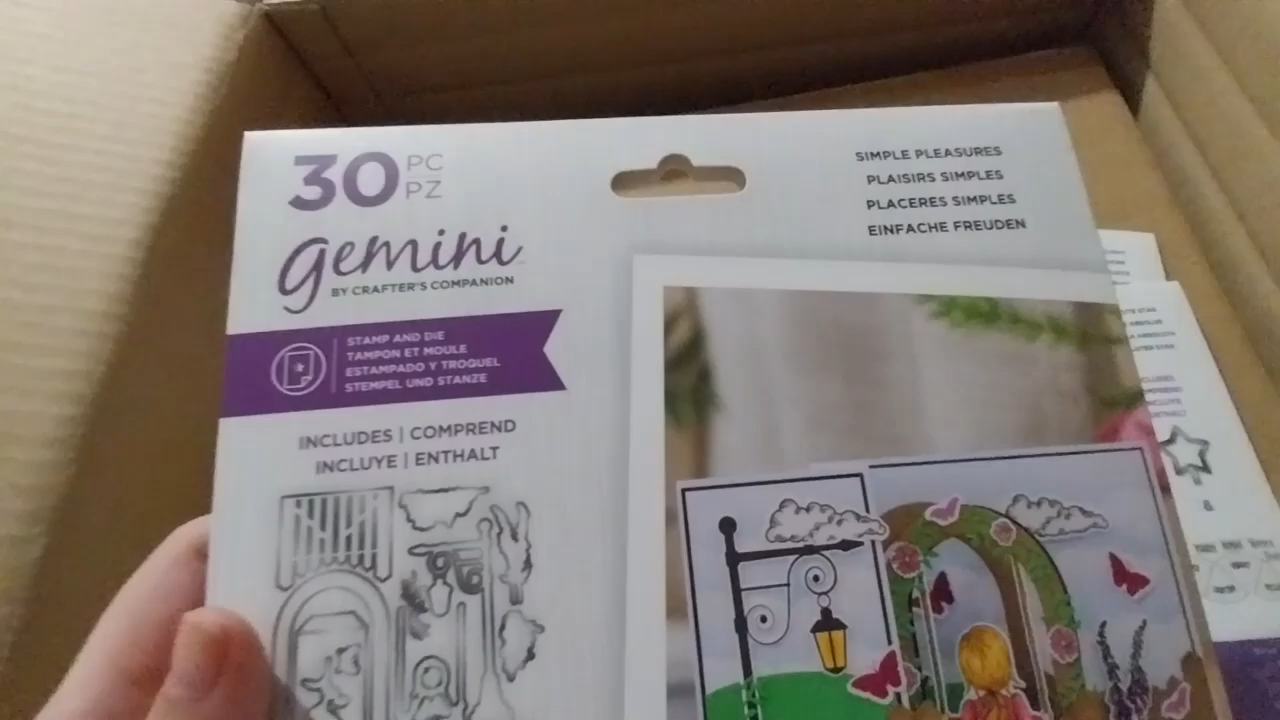 30 PC
PZ
gemini
BY CRAFTER'S COMPANION
STAMP AND DIE
TAMPON ET MOULE
ESTAMPADO Y TROQUEL
STEMPEL UND STANZE
INCLUDES | COMPREND
INCLUYE | ENTHALT
SIMPLE PLEASURES
PLAISIRS SIMPLES
PLACERES SIMPLES
EINFACHE FREUDEN